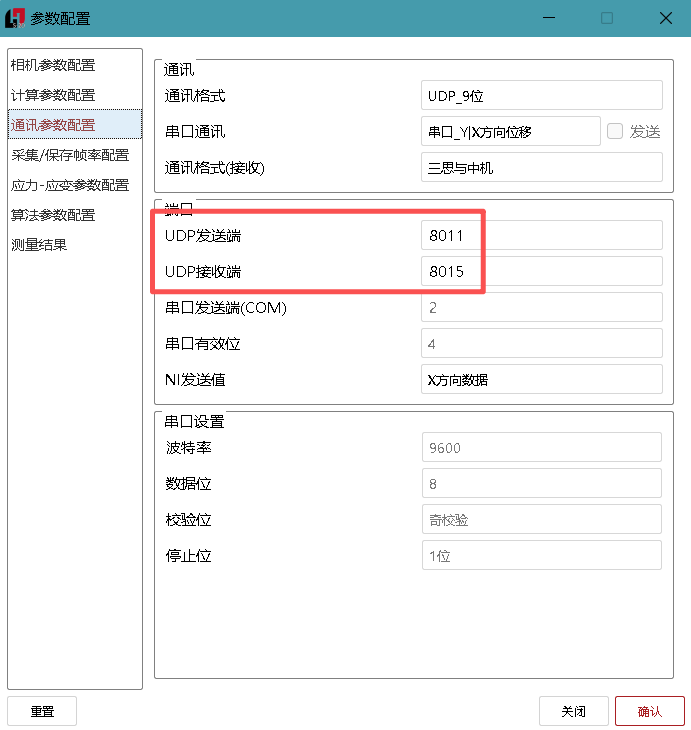 参数配置
相机参数配置
计算参数配置
通讯参数配置
采集/保存帧率配置
应力-应变参数配置
算法参数配置
测量结果
通讯
通讯格式 UDP_9位
串口通讯 串口_Y|X方向位移 发送
通讯格式(接收) 三思与中机
端口
UDP发送端 8011
UDP接收端 8015
串口发送端(COM) 2
串口有效位 4
NI发送值 X方向数据
串口设置
波特率 9600
数据位 8
校验位 奇校验
停止位 1位
重置 关闭 确认